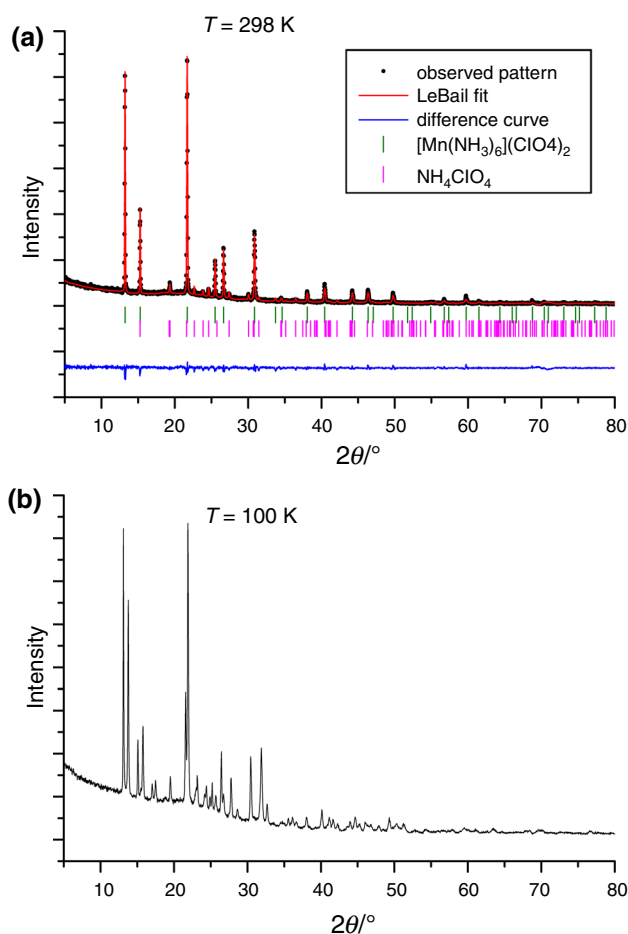 (a)
T = 298 K
observed pattern
LeBail fit
difference curve
[Mn(NH3)6](ClO4)2
NH4ClO4
Intensity
10 20 30 40 50 60 70 80
2θ/°
(b)
T = 100 K
Intensity
10 20 30 40 50 60 70 80
2θ/°